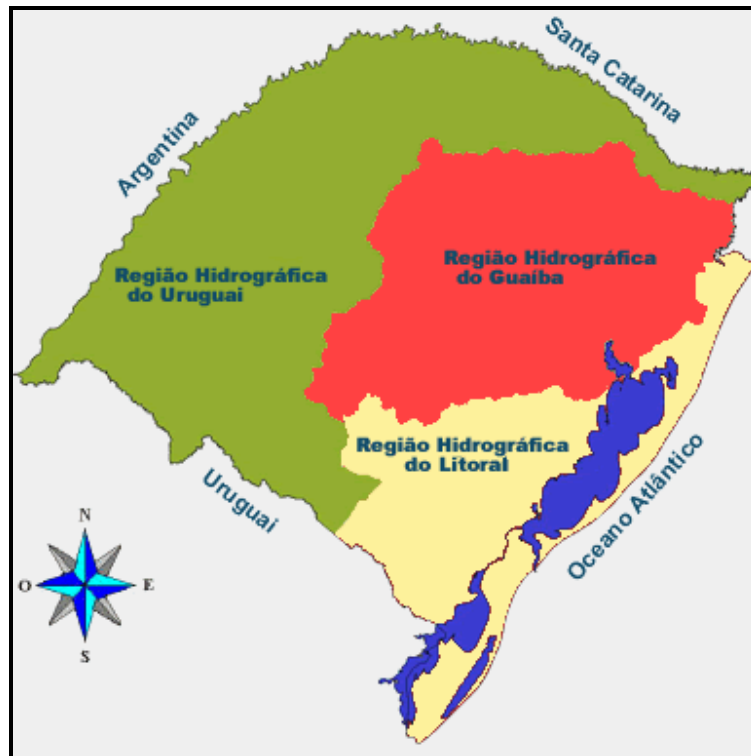 Santa Catarina
Argentina
Região Hidrográfica
do Guaíba
Região Hidrográfica
do Uruguai
Região Hidrográfica
do Litoral
Uruguai
Oceano Atlântico
N
O
E
S